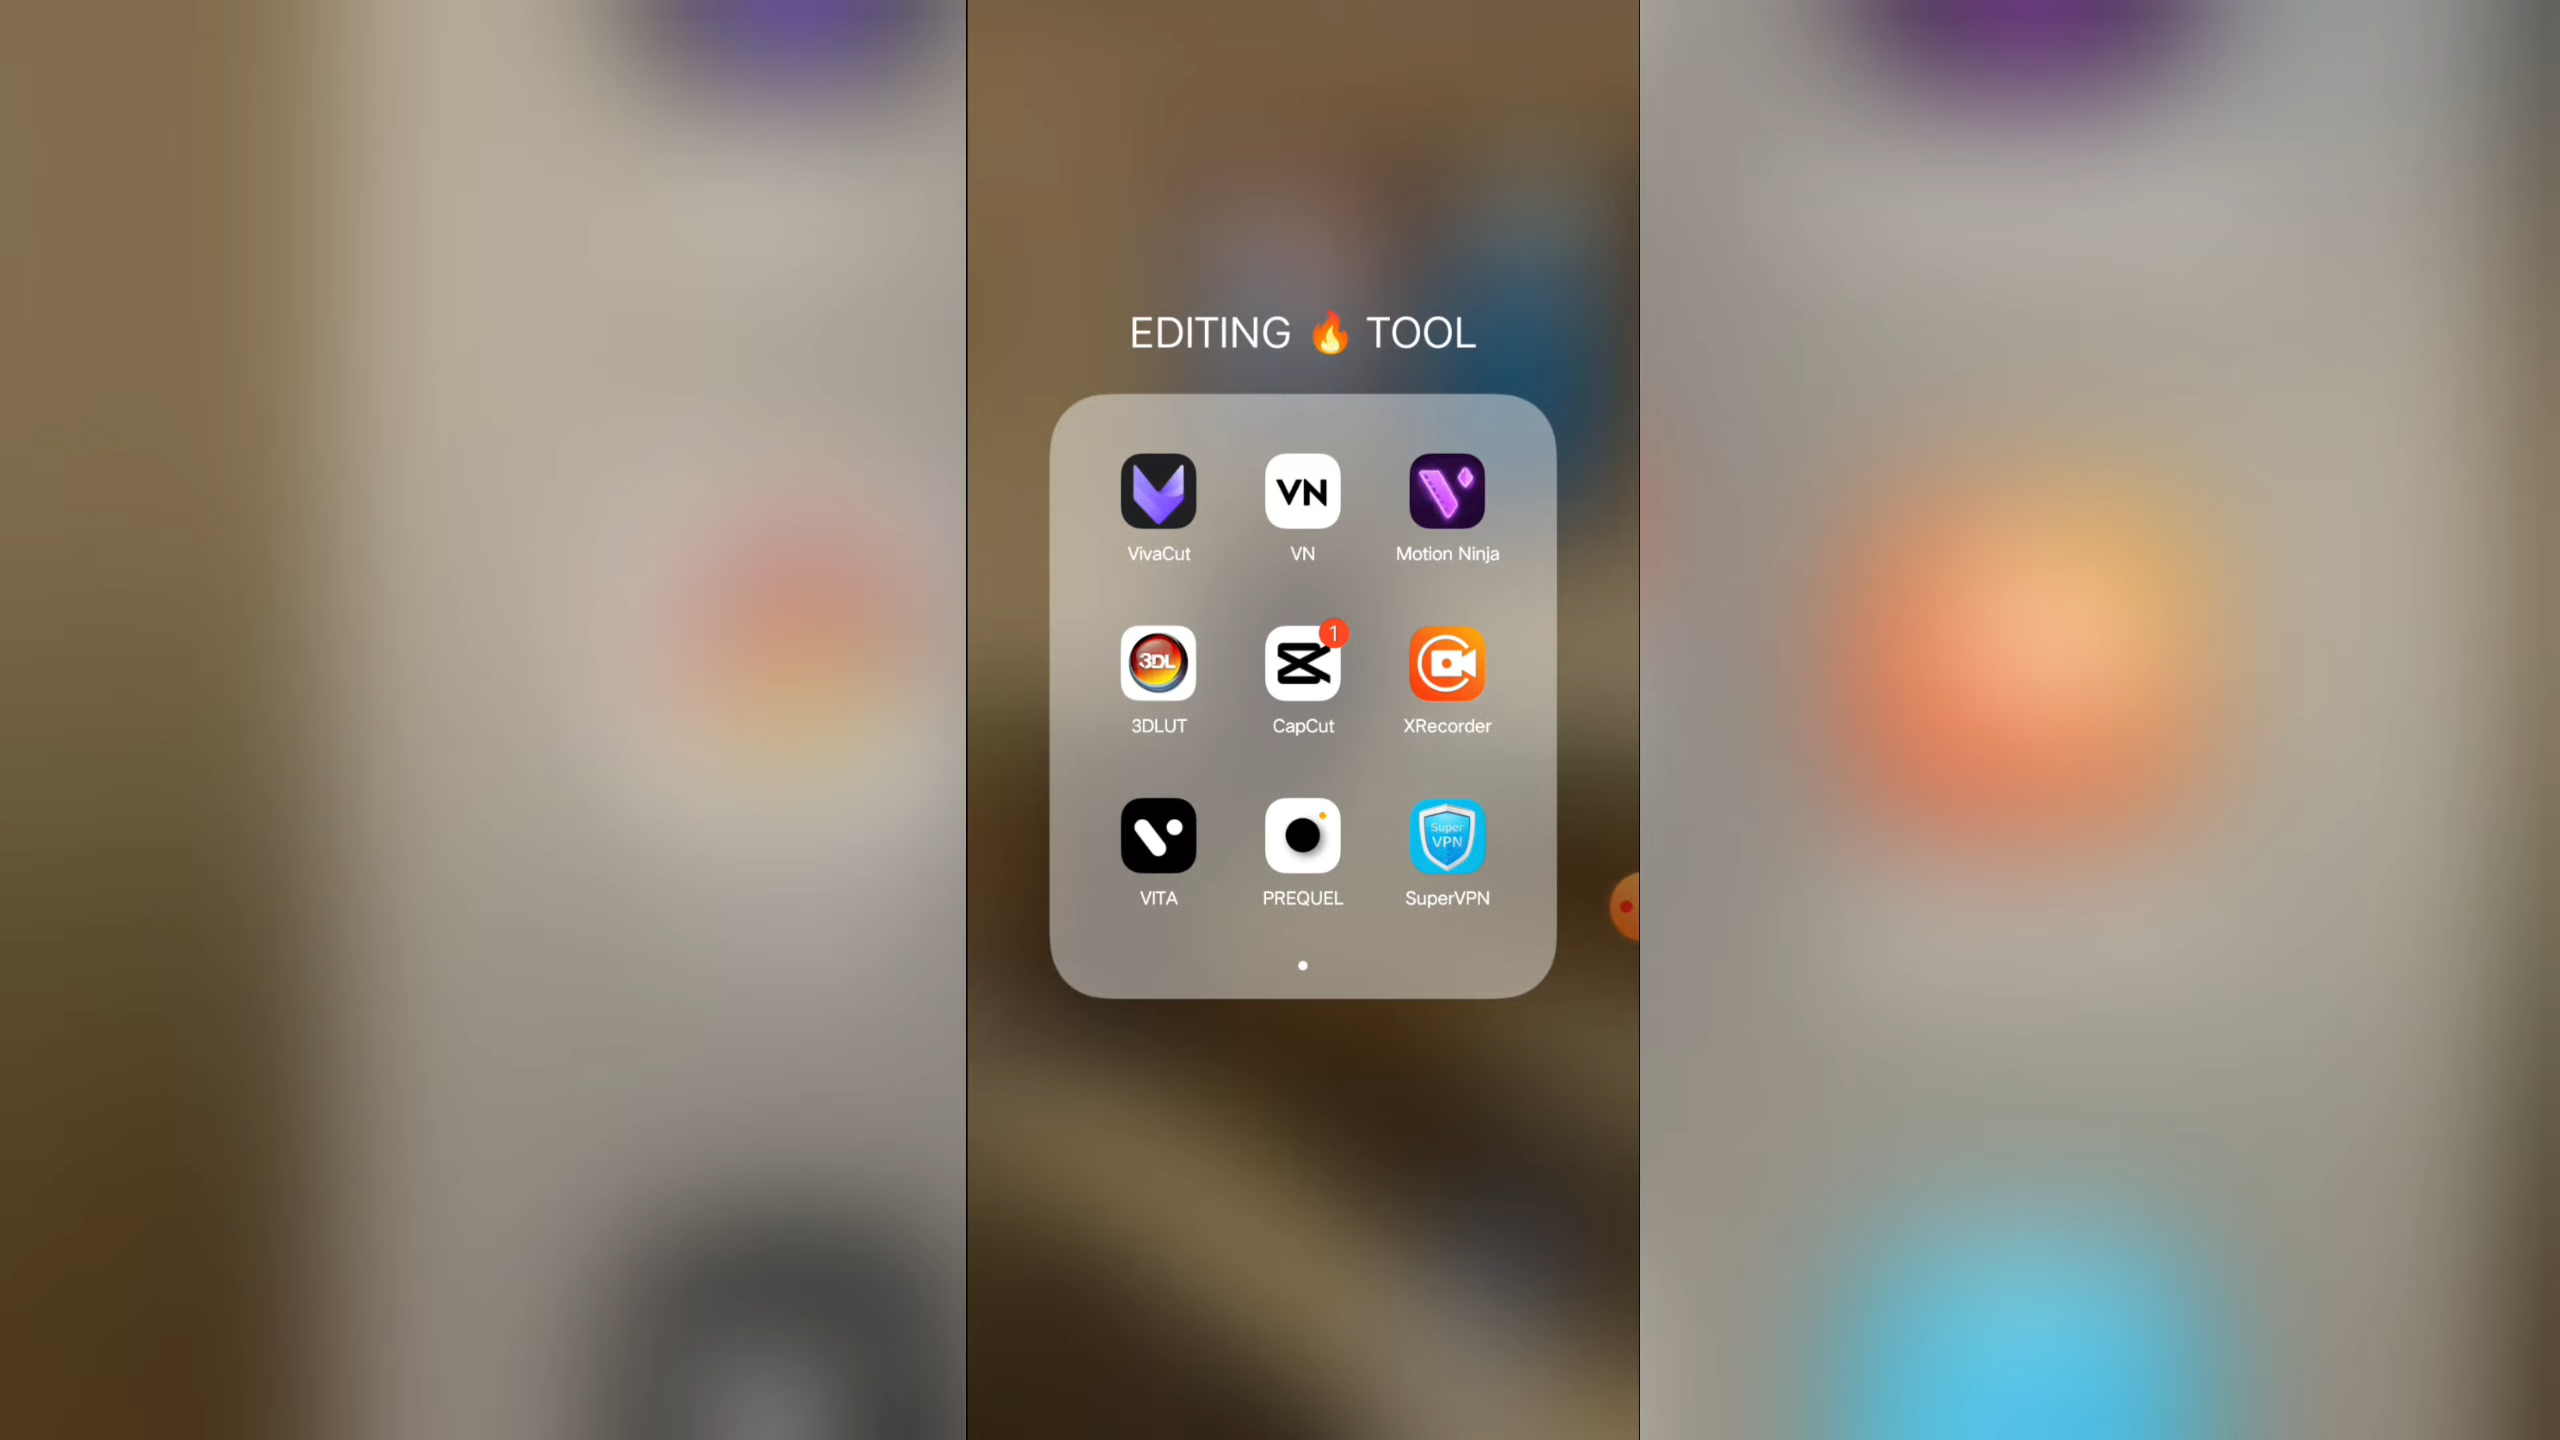 EDITING 🔥 TOOL
VN
VivaCut VN Motion Ninja
3DL 1
3DLUT CapCut XRecorder
Super
VPN
VITA PREQUEL SuperVPN